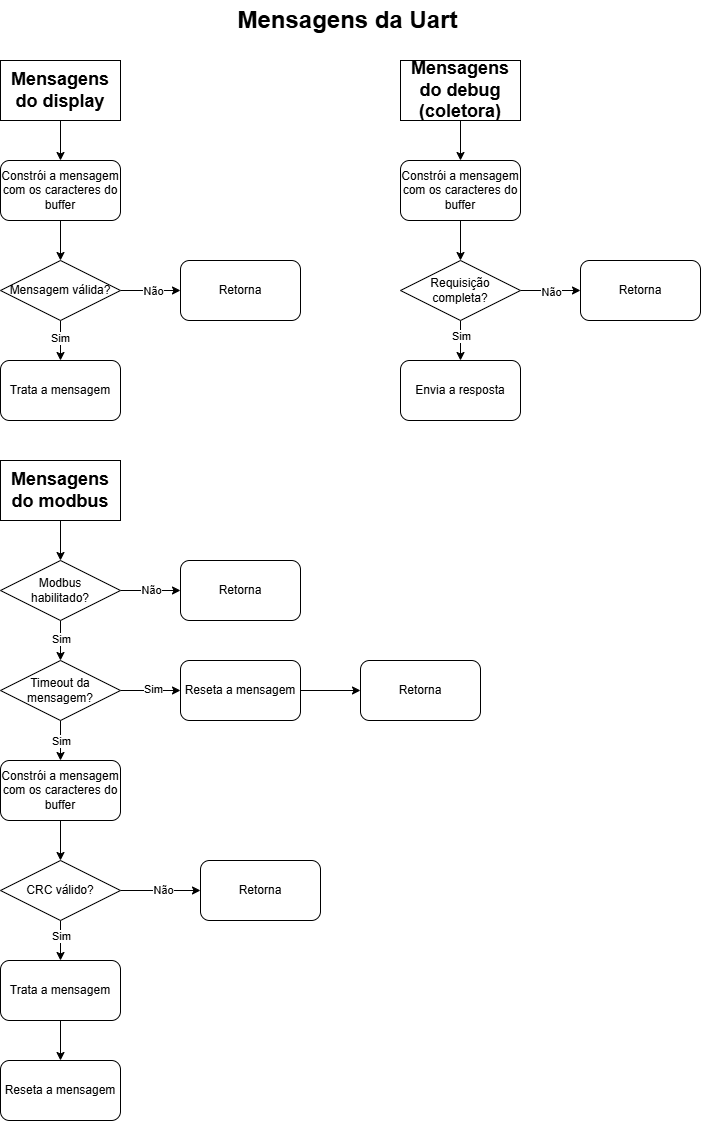 Mensagens da Uart
Mensagens
do display
Constrói a mensagem
com os caracteres do
buffer
Mensagem válida?
Não
Retorna
Sim
Trata a mensagem
Mensagens
do debug
(coletora)
Constrói a mensagem
com os caracteres do
buffer
Requisição
completa?
Não
Retorna
Sim
Envia a resposta
Mensagens
do modbus
Modbus
habilitado?
Não
Retorna
Sim
Timeout da
mensagem?
Sim
Reseta a mensagem
Retorna
Sim
Constrói a mensagem
com os caracteres do
buffer
CRC válido?
Não
Retorna
Sim
Trata a mensagem
Reseta a mensagem